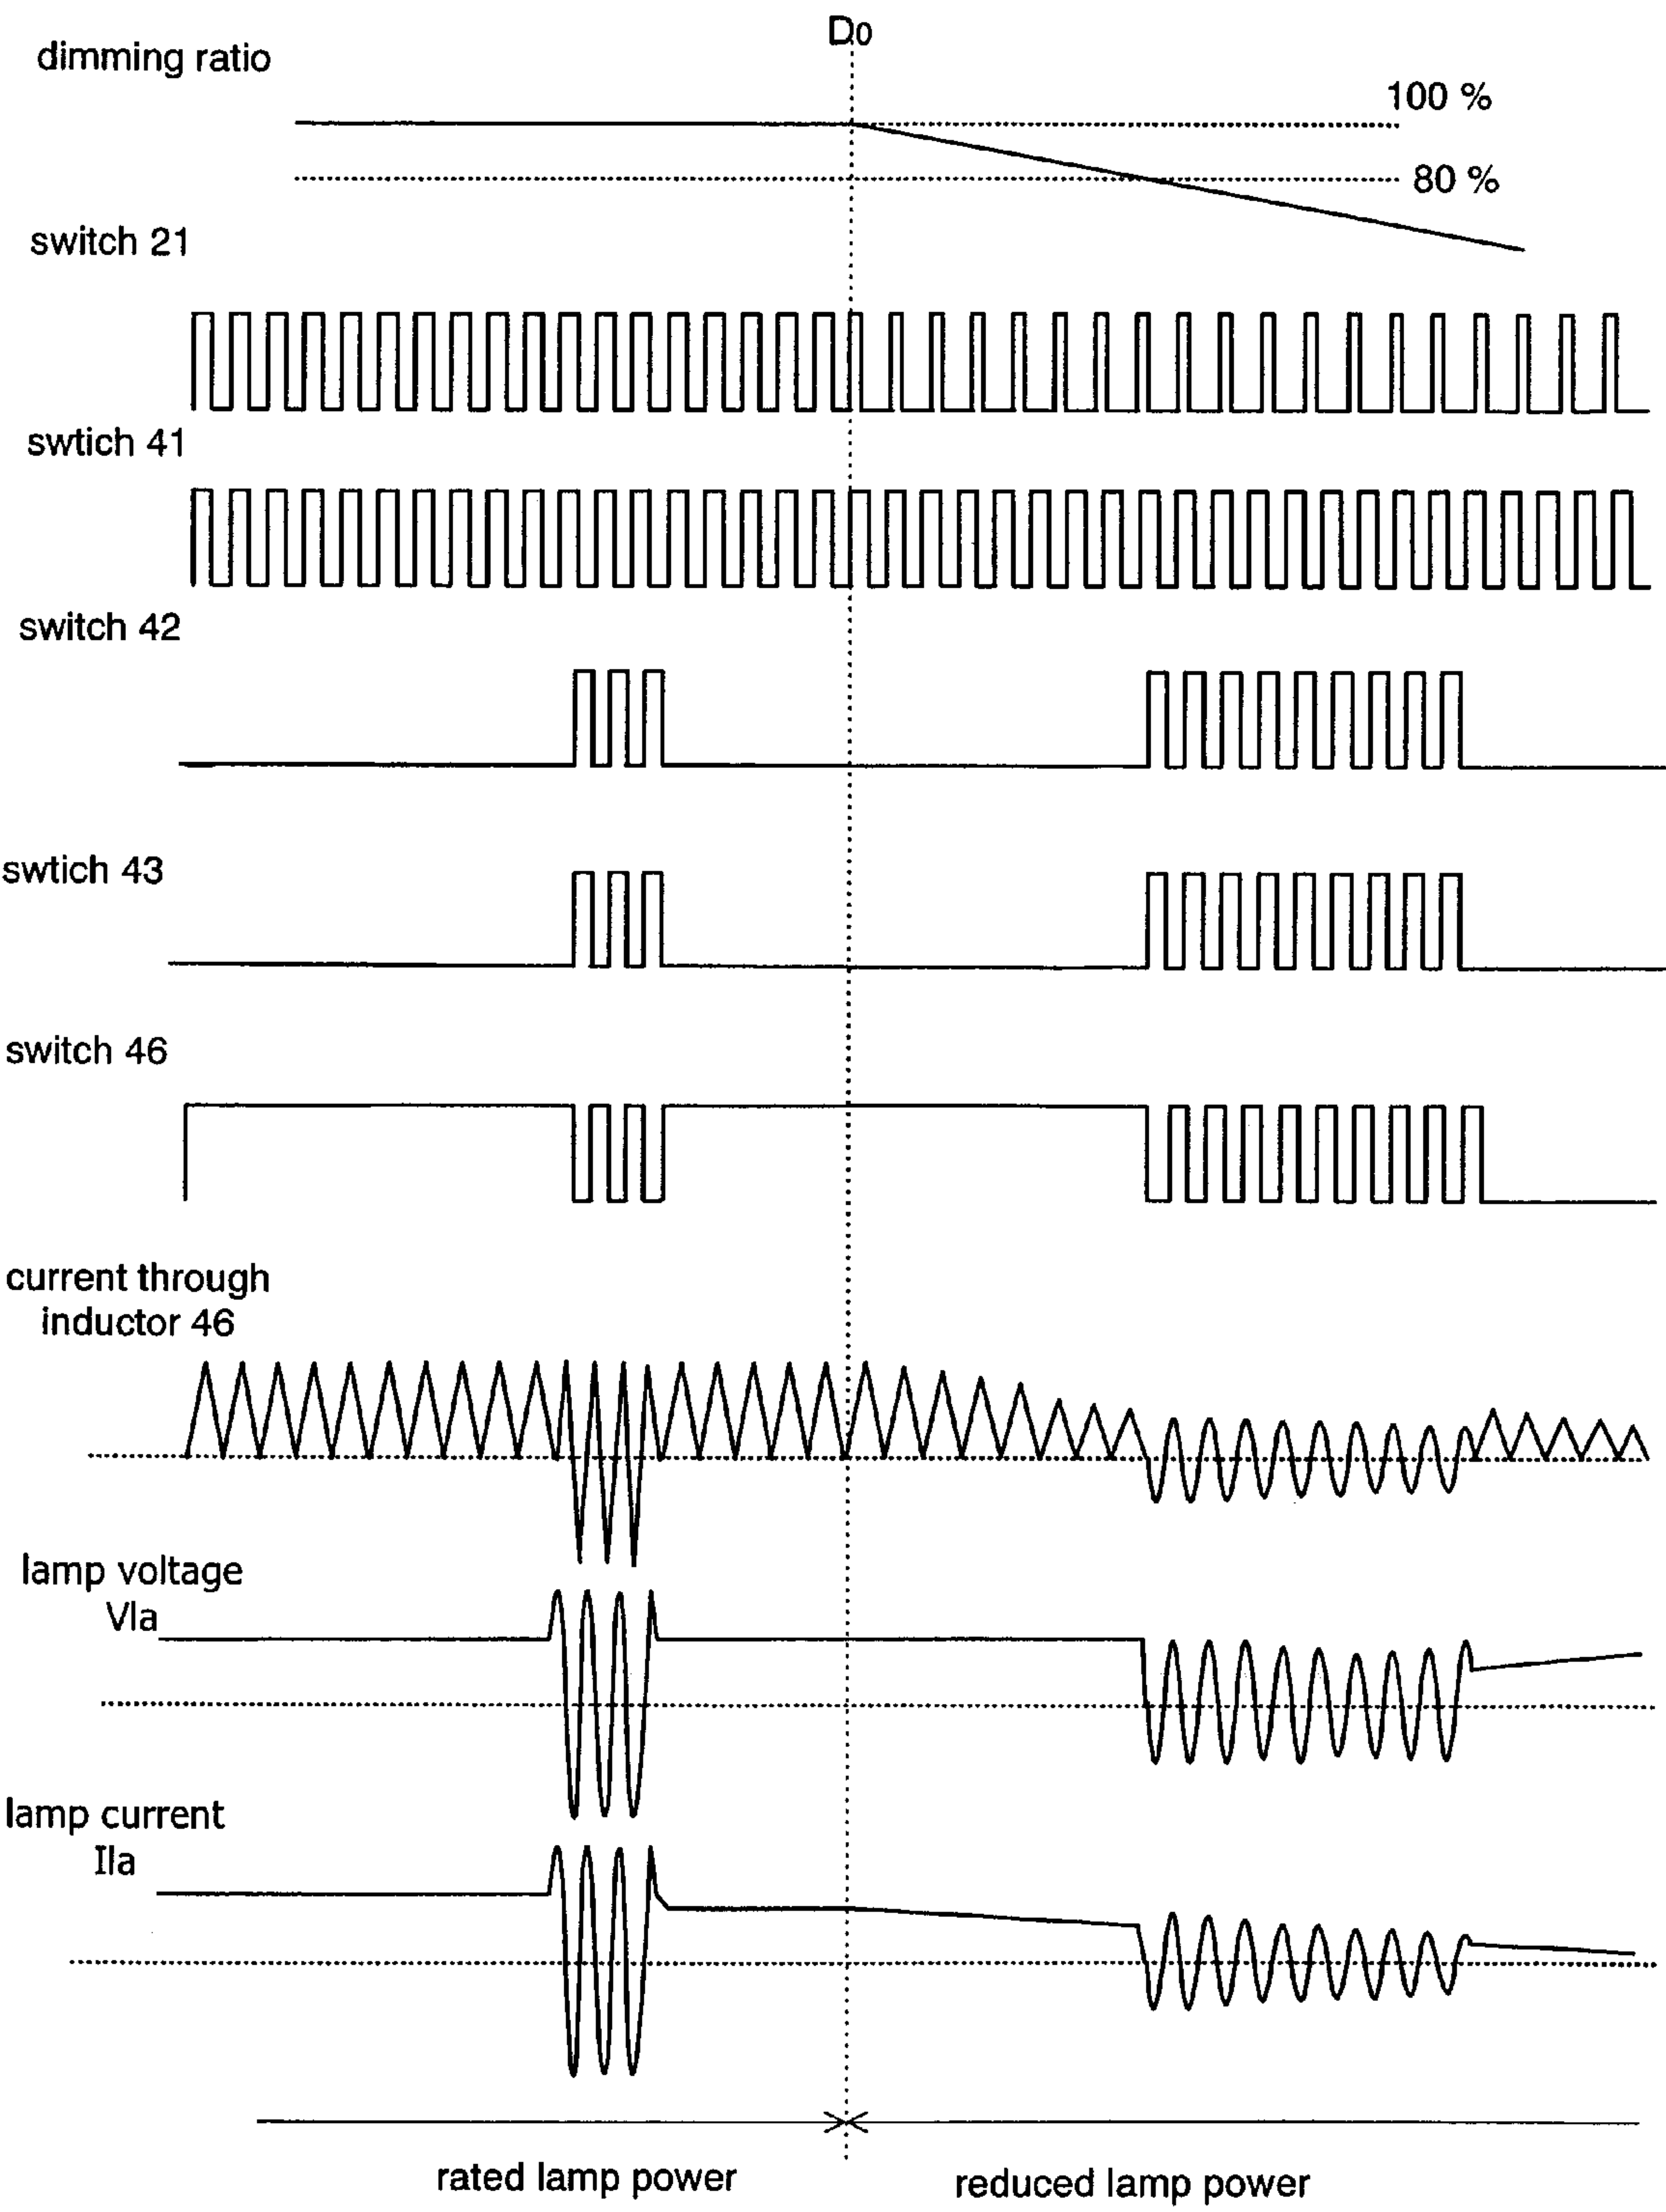 D0
dimming ratio
100 %
80 %
switch 21
swtich 41
switch 42
swtich 43
switch 46
current through
inductor 46
lamp voltage
Vla
lamp current
Ila
rated lamp power
reduced lamp power